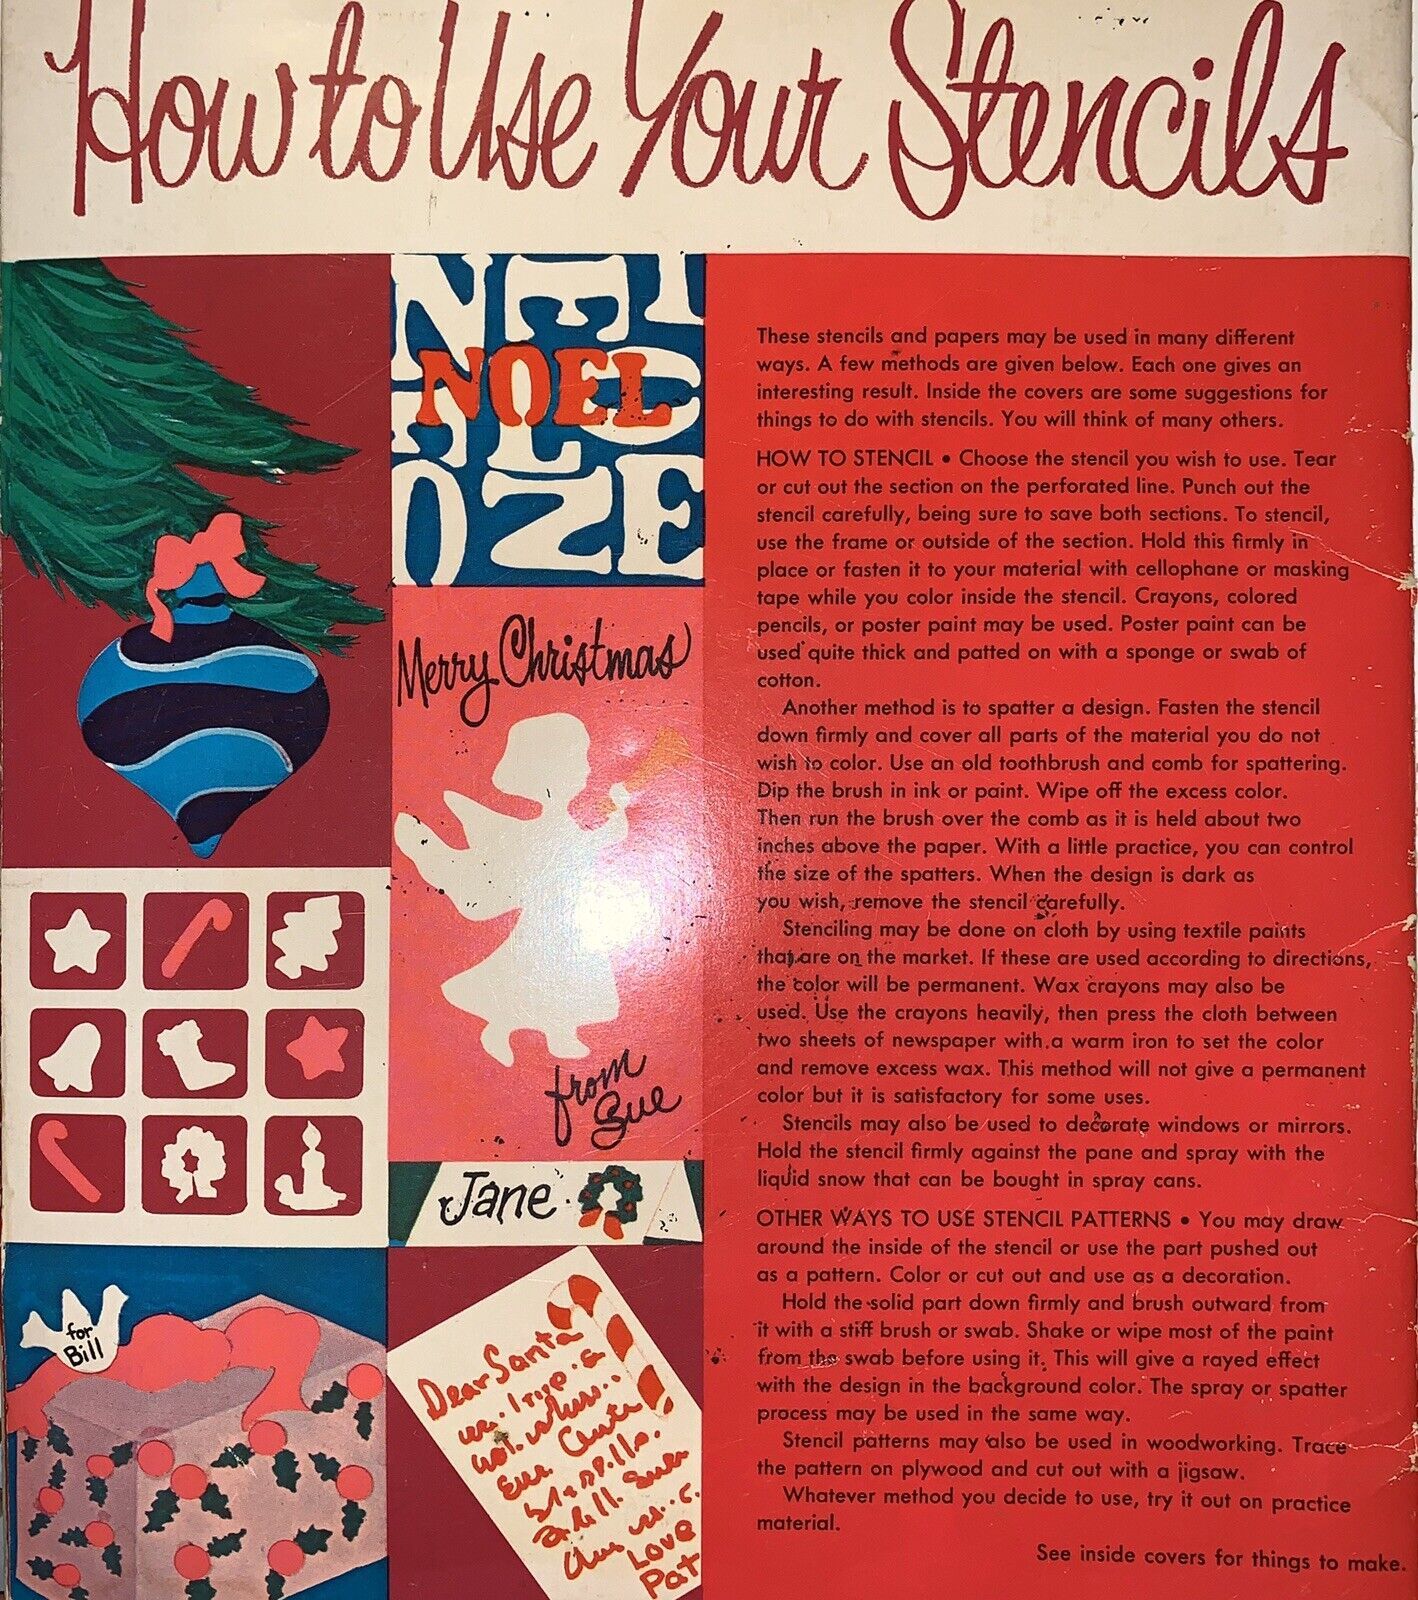 How to Use Your Stencils
NOEL
OZE
Merry Christmas
from
Sue
Jane
for
Bill
Dear Santa
Love
Pat
These stencils and papers may be used in many different
ways. A few methods are given below. Each one gives an
interesting result. Inside the covers are some suggestions for
things to do with stencils. You will think of many others.
HOW TO STENCIL • Choose the stencil you wish to use. Tear
or cut out the section on the perforated line. Punch out the
stencil carefully, being sure to save both sections. To stencil,
use the frame or outside of the section. Hold this firmly in
place or fasten it to your material with cellophane or masking
tape while you color inside the stencil. Crayons, colored
pencils, or poster paint may be used. Poster paint can be
used quite thick and patted on with a sponge or swab of
cotton.
Another method is to spatter a design. Fasten the stencil
down firmly and cover all parts of the material you do not
wish to color. Use an old toothbrush and comb for spattering.
Dip the brush in ink or paint. Wipe off the excess color.
Then run the brush over the comb as it is held about two
inches above the paper. With a little practice, you can control
the size of the spatters. When the design is dark as
you wish, remove the stencil carefully.
Stenciling may be done on cloth by using textile paints
that are on the market. If these are used according to directions,
the color will be permanent. Wax crayons may also be
used. Use the crayons heavily, then press the cloth between
two sheets of newspaper with a warm iron to set the color
and remove excess wax. This method will not give a permanent
color but it is satisfactory for some uses.
Stencils may also be used to decorate windows or mirrors.
Hold the stencil firmly against the pane and spray with the
liquid snow that can be bought in spray cans.
OTHER WAYS TO USE STENCIL PATTERNS • You may draw
around the inside of the stencil or use the part pushed out
as a pattern. Color or cut out and use as a decoration.
Hold the solid part down firmly and brush outward from
it with a stiff brush or swab. Shake or wipe most of the paint
from the swab before using it. This will give a rayed effect
with the design in the background color. The spray or spatter
process may be used in the same way.
Stencil patterns may also be used in woodworking. Trace
the pattern on plywood and cut out with a jigsaw.
Whatever method you decide to use, try it out on practice
material.
See inside covers for things to make.